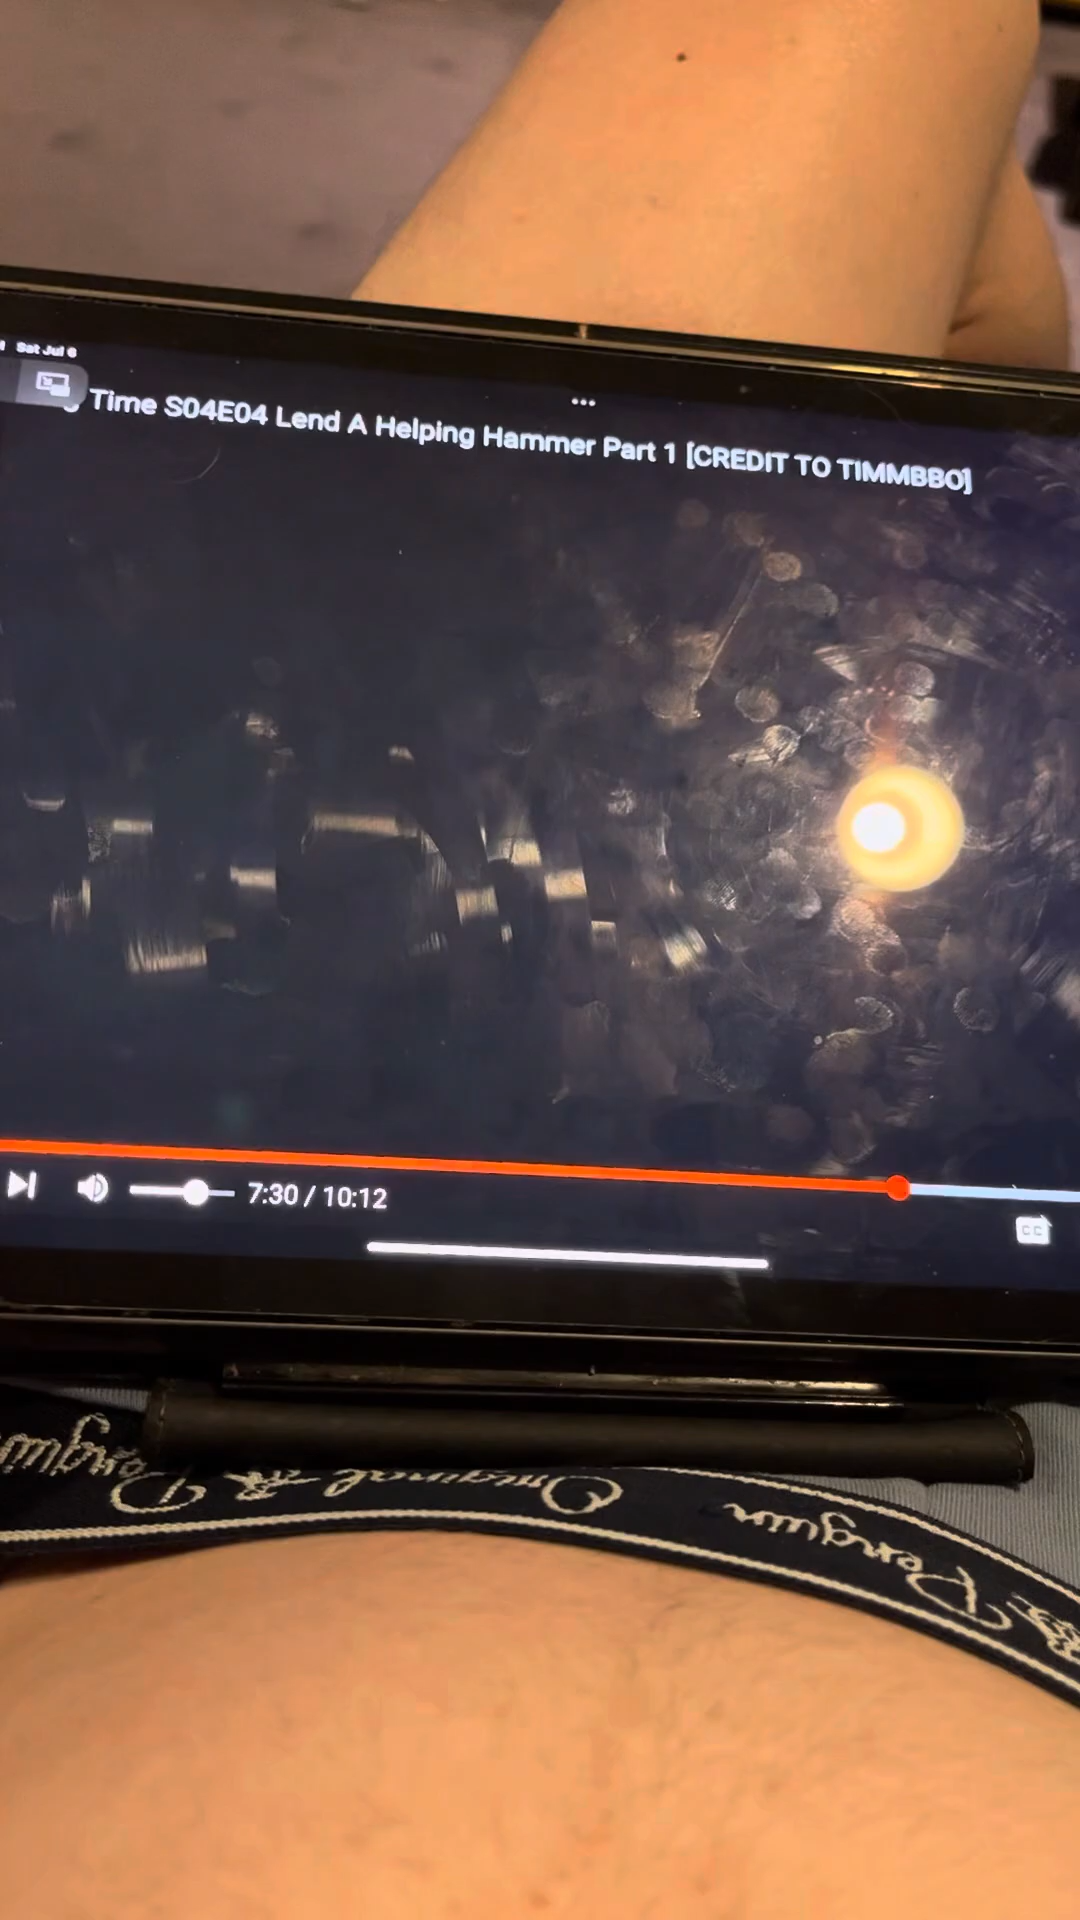 Sat Jul 6
Time S04E04 Lend A Helping Hammer Part 1 [CREDIT TO TIMMBBO]
7:30 / 10:12
CC
Penguin
Original
Penguin